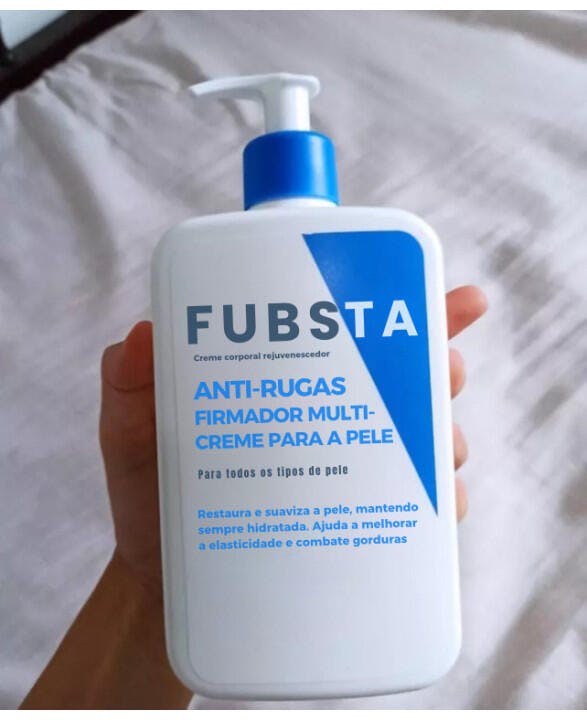 FUBSTA
Creme corporal rejuvenescedor
ANTI-RUGAS
FIRMADOR MULTI-
CREME PARA A PELE
Para todos os tipos de pele
Restaura e suaviza a pele, mantendo
sempre hidratada. Ajuda a melhorar
a elasticidade e combate gorduras